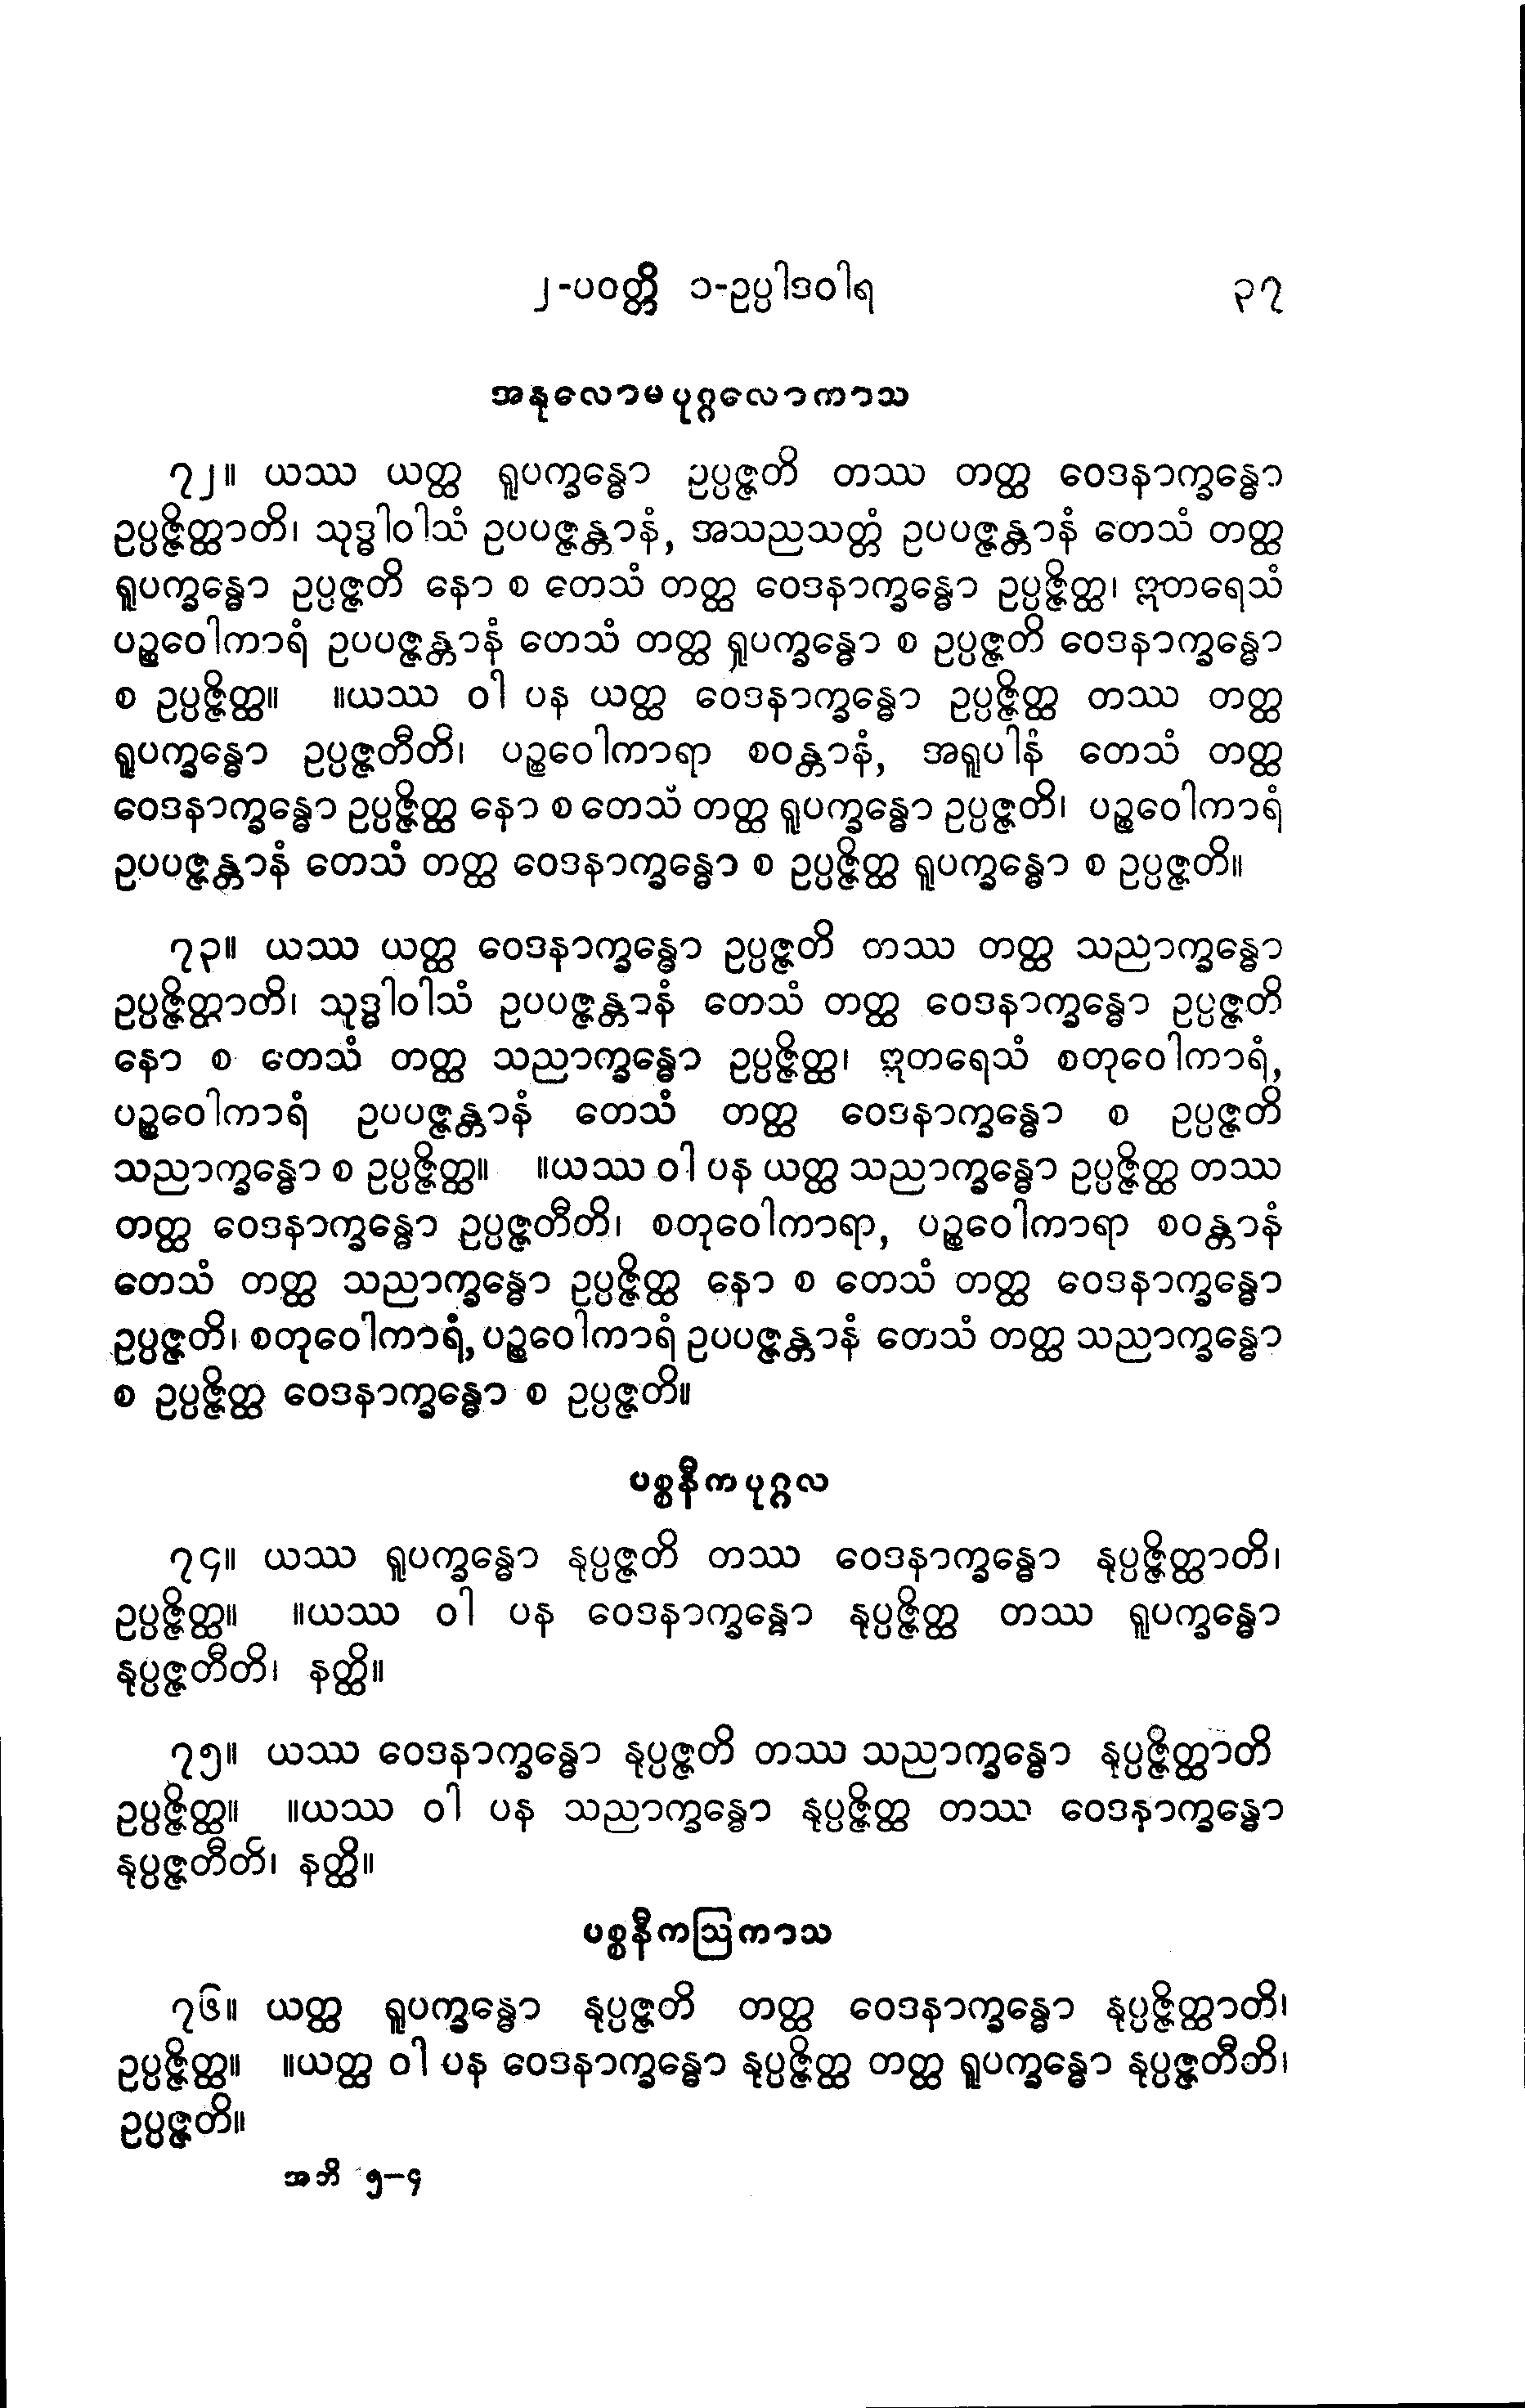 ၂-ပဝတ္တိ ၁-ဥပ္ပါဒဝါရ ၃၇
အနုလောမပုဂ္ဂလောကာသ
၇၂။ ယဿ ယတ္ထ ရူပက္ခန္ဓော ဥပ္ပဇ္ဇတိ တဿ တတ္ထ ဝေဒနာက္ခန္ဓော
ဥပ္ပဇ္ဇိတ္ထာတိ၊ သုဒ္ဓါဝါသံ ဥပပဇ္ဇန္တာနံ, အသညသတ္တံ ဥပပဇ္ဇန္တာနံ တေသံ တတ္ထ
ရူပက္ခန္ဓော ဥပ္ပဇ္ဇတိ နော စ တေသံ တတ္ထ ဝေဒနာက္ခန္ဓော ဥပ္ပဇ္ဇိတ္ထ၊ ဣတရေသံ
ပဉ္စဝေါကာရံ ဥပပဇ္ဇန္တာနံ တေသံ တတ္ထ ရူပက္ခန္ဓော စ ဥပ္ပဇ္ဇတိ ဝေဒနာက္ခန္ဓော
စ ဥပ္ပဇ္ဇိတ္ထ။ ။ယဿ ဝါ ပန ယတ္ထ ဝေဒနာက္ခန္ဓော ဥပ္ပဇ္ဇိတ္ထ တဿ တတ္ထ
ရူပက္ခန္ဓော ဥပ္ပဇ္ဇတီတိ၊ ပဉ္စဝေါကာရာ စဝန္တာနံ, အရူပါနံ တေသံ တတ္ထ
ဝေဒနာက္ခန္ဓော ဥပ္ပဇ္ဇိတ္ထ နော စ တေသံ တတ္ထ ရူပက္ခန္ဓော ဥပ္ပဇ္ဇတိ၊ ပဉ္စဝေါကာရံ
ဥပပဇ္ဇန္တာနံ တေသံ တတ္ထ ဝေဒနာက္ခန္ဓော စ ဥပ္ပဇ္ဇိတ္ထ ရူပက္ခန္ဓော စ ဥပ္ပဇ္ဇတိ။
၇၃။ ယဿ ယတ္ထ ဝေဒနာက္ခန္ဓော ဥပ္ပဇ္ဇတိ တဿ တတ္ထ သညာက္ခန္ဓော
ဥပ္ပဇ္ဇိတ္ထာတိ၊ သုဒ္ဓါဝါသံ ဥပပဇ္ဇန္တာနံ တေသံ တတ္ထ ဝေဒနာက္ခန္ဓော ဥပ္ပဇ္ဇတိ
နော စ တေသံ တတ္ထ သညာက္ခန္ဓော ဥပ္ပဇ္ဇိတ္ထ၊ ဣတရေသံ စတုဝေါကာရံ,
ပဉ္စဝေါကာရံ ဥပပဇ္ဇန္တာနံ တေသံ တတ္ထ ဝေဒနာက္ခန္ဓော စ ဥပ္ပဇ္ဇတိ
သညာက္ခန္ဓော စ ဥပ္ပဇ္ဇိတ္ထ။ ။ယဿ ဝါ ပန ယတ္ထ သညာက္ခန္ဓော ဥပ္ပဇ္ဇိတ္ထ တဿ
တတ္ထ ဝေဒနာက္ခန္ဓော ဥပ္ပဇ္ဇတီတိ၊ စတုဝေါကာရာ, ပဉ္စဝေါကာရာ စဝန္တာနံ
တေသံ တတ္ထ သညာက္ခန္ဓော ဥပ္ပဇ္ဇိတ္ထ နော စ တေသံ တတ္ထ ဝေဒနာက္ခန္ဓော
ဥပ္ပဇ္ဇတိ၊ စတုဝေါကာရံ, ပဉ္စဝေါကာရံ ဥပပဇ္ဇန္တာနံ တေသံ တတ္ထ သညာက္ခန္ဓော
စ ဥပ္ပဇ္ဇိတ္ထ ဝေဒနာက္ခန္ဓော စ ဥပ္ပဇ္ဇတိ။
ပစ္စနီကပုဂ္ဂလ
၇၄။ ယဿ ရူပက္ခန္ဓော နုပ္ပဇ္ဇတိ တဿ ဝေဒနာက္ခန္ဓော နုပ္ပဇ္ဇိတ္ထာတိ၊
ဥပ္ပဇ္ဇိတ္ထ။ ။ယဿ ဝါ ပန ဝေဒနာက္ခန္ဓော နုပ္ပဇ္ဇိတ္ထ တဿ ရူပက္ခန္ဓော
နုပ္ပဇ္ဇတီတိ၊ နတ္ထိ။
၇၅။ ယဿ ဝေဒနာက္ခန္ဓော နုပ္ပဇ္ဇတိ တဿ သညာက္ခန္ဓော နုပ္ပဇ္ဇိတ္ထာတိ
ဥပ္ပဇ္ဇိတ္ထ။ ။ယဿ ဝါ ပန သညာက္ခန္ဓော နုပ္ပဇ္ဇိတ္ထ တဿ ဝေဒနာက္ခန္ဓော
နုပ္ပဇ္ဇတီတိ၊ နတ္ထိ။
ပစ္စနီကဩကာသ
၇၆။ ယတ္ထ ရူပက္ခန္ဓော နုပ္ပဇ္ဇတိ တတ္ထ ဝေဒနာက္ခန္ဓော နုပ္ပဇ္ဇိတ္ထာတိ၊
ဥပ္ပဇ္ဇိတ္ထ။ ။ယတ္ထ ဝါ ပန ဝေဒနာက္ခန္ဓော နုပ္ပဇ္ဇိတ္ထ တတ္ထ ရူပက္ခန္ဓော နုပ္ပဇ္ဇတီတိ၊
ဥပ္ပဇ္ဇတိ။
အဘိ ၅-၄